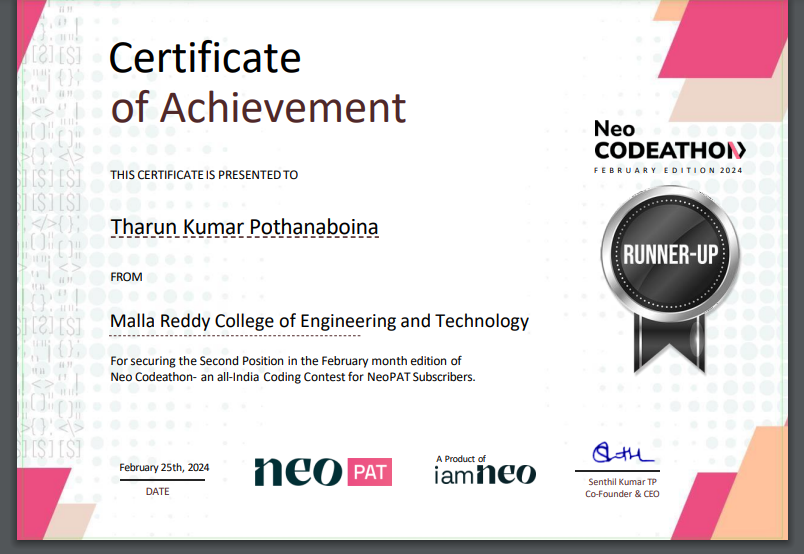 Certificate
of Achievement
Neo
CODEATHON
FEBRUARY EDITION 2024
THIS CERTIFICATE IS PRESENTED TO
Tharun Kumar Pothanaboina
RUNNER-UP
FROM
Malla Reddy College of Engineering and Technology
For securing the Second Position in the February month edition of
Neo Codeathon- an all-India Coding Contest for NeoPAT Subscribers.
February 25th, 2024
DATE
neo PAT
A Product of
iamneo
Senthil Kumar TP
Co-Founder & CEO